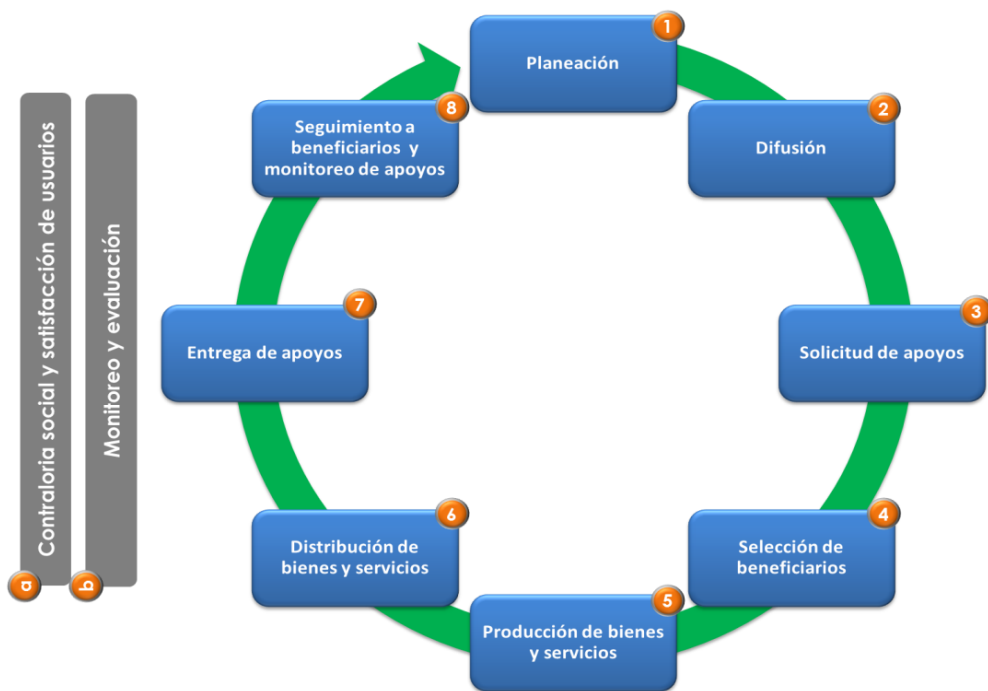 1
Planeación
2
Difusión
3
Solicitud de apoyos
4
Selección de
beneficiarios
5
Producción de bienes
y servicios
6
Distribución de
bienes y servicios
7
Entrega de apoyos
8
Seguimiento a
beneficiarios y
monitoreo de apoyos
a
Contraloria social y satisfacción de usuarios
b
Monitoreo y evaluación